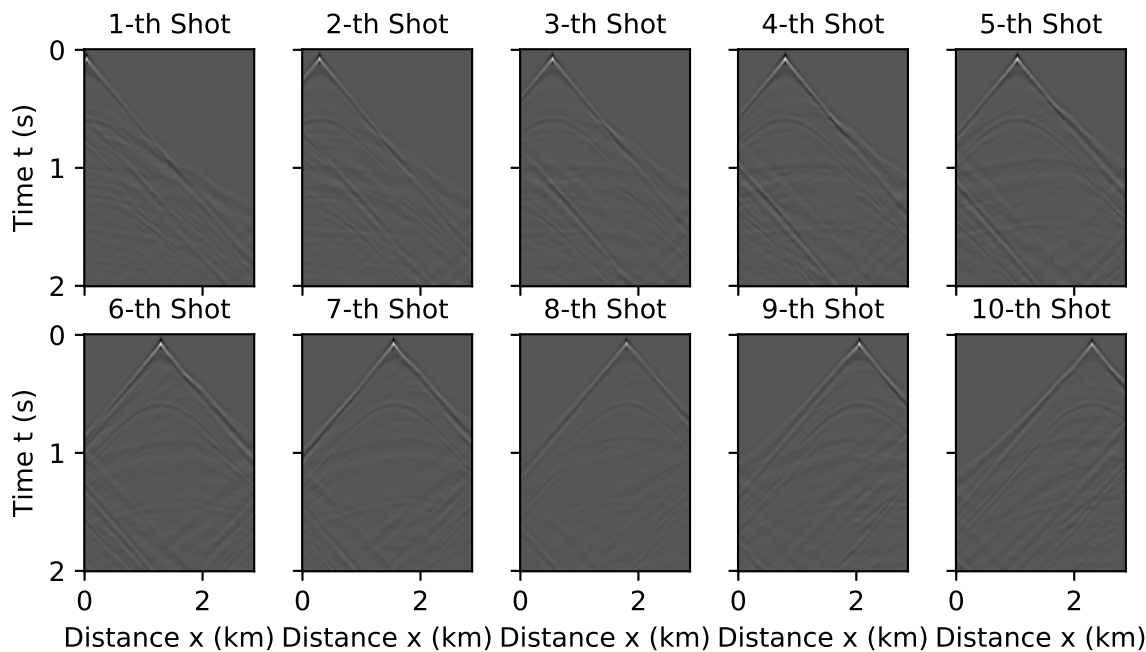 1-th Shot 2-th Shot 3-th Shot 4-th Shot 5-th Shot
0
Time t (s)
1
2
6-th Shot 7-th Shot 8-th Shot 9-th Shot 10-th Shot
0
Time t (s)
1
2
0 2 0 2 0 2 0 2 0 2
Distance x (km) Distance x (km) Distance x (km) Distance x (km) Distance x (km)